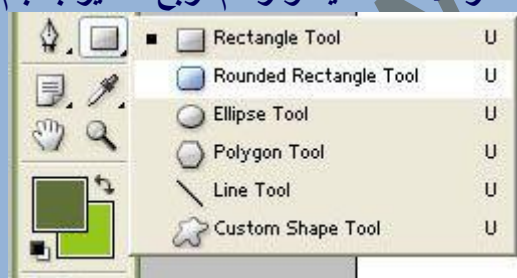 Rectangle Tool U
Rounded Rectangle Tool U
Ellipse Tool U
Polygon Tool U
Line Tool U
Custom Shape Tool U